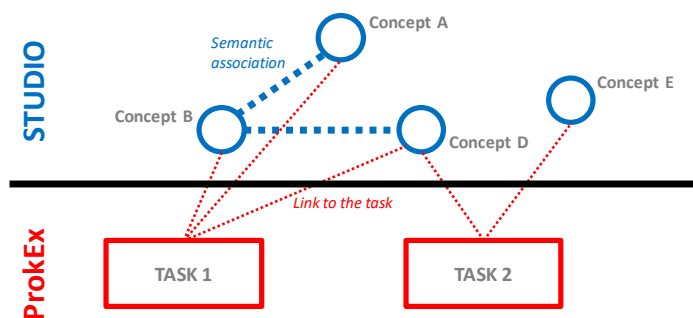 STUDIO
Concept A
Semantic
association
Concept E
Concept B
Concept D
Link to the task
ProkEx
TASK 1
TASK 2